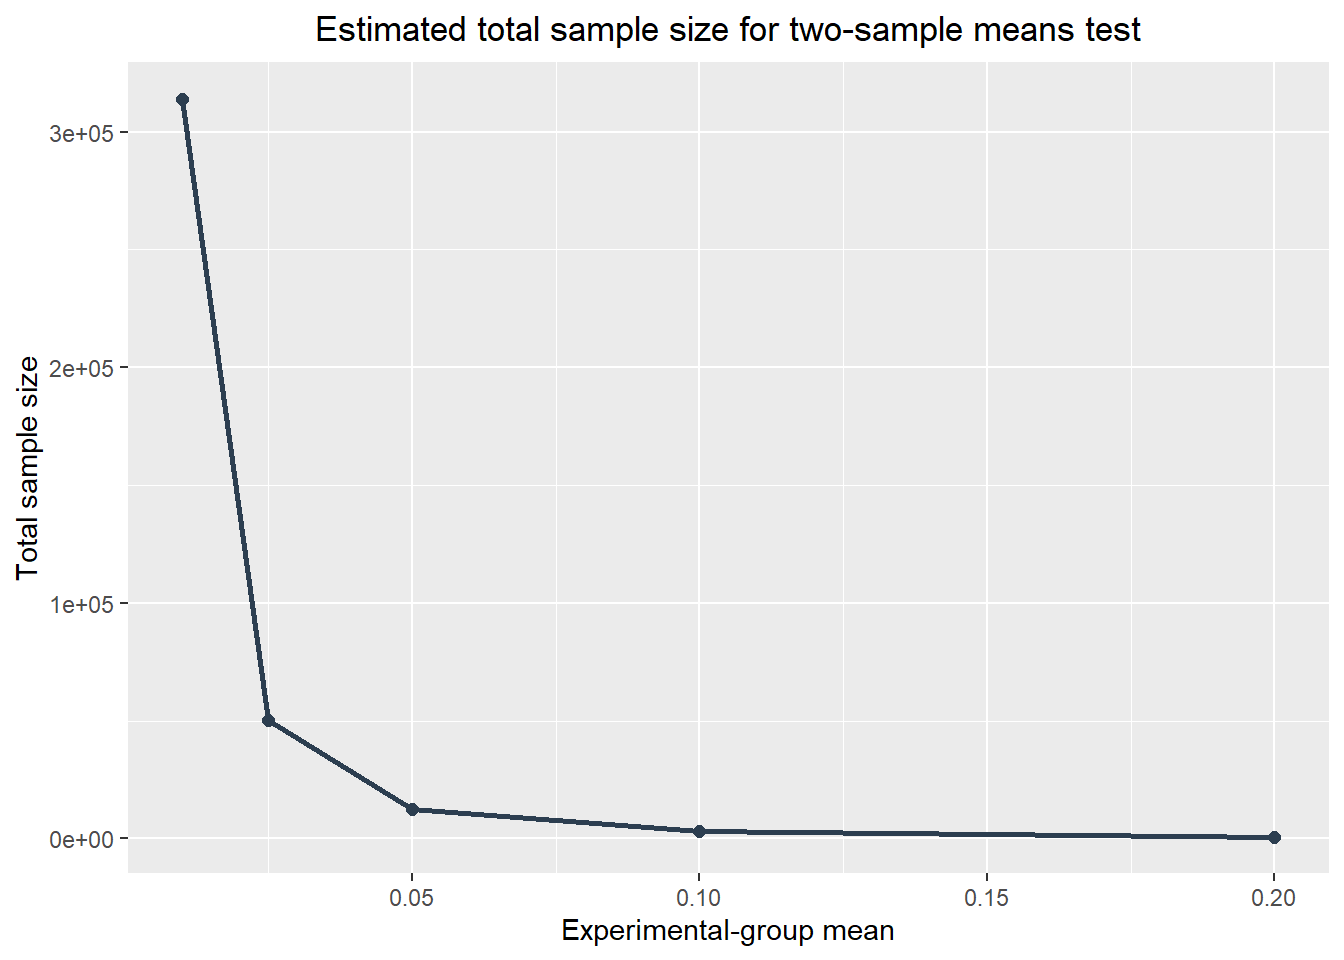 Estimated total sample size for two-sample means test
Total sample size
3e+05
2e+05
1e+05
0e+00
0.05 0.10 0.15 0.20
Experimental-group mean